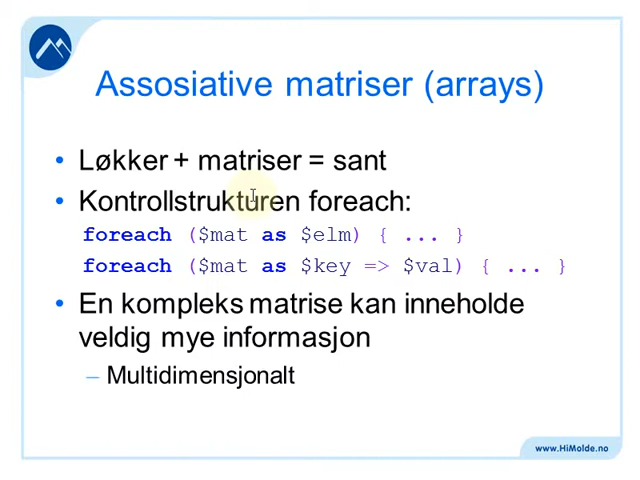 Assosiative matriser (arrays)
• Løkker + matriser = sant
• Kontrollstrukturen foreach:
foreach ($mat as $elm) { ... }
foreach ($mat as $key => $val) { ... }
• En kompleks matrise kan inneholde
veldig mye informasjon
– Multidimensjonalt
www.HiMolde.no